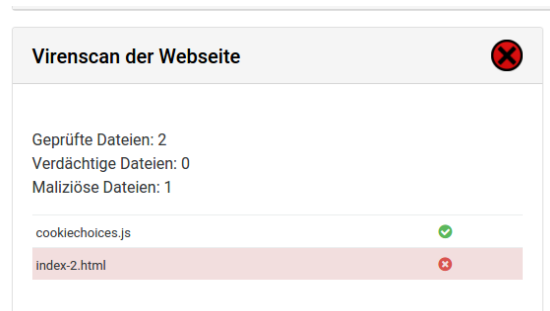 Virenscan der Webseite
Geprüfte Dateien: 2
Verdächtige Dateien: 0
Maliziöse Dateien: 1
cookiechoices.js
index-2.html